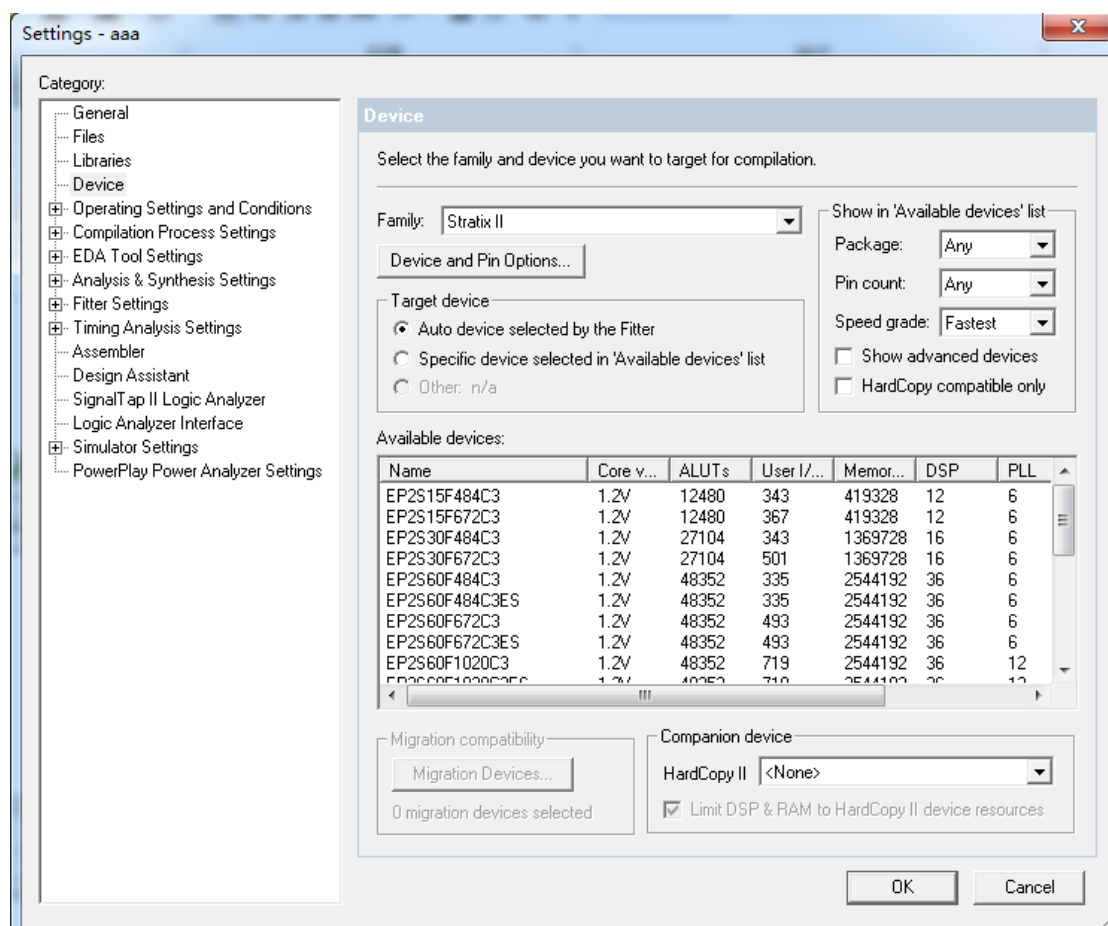 Settings - aaa
Category:
General
Files
Libraries
Device
Operating Settings and Conditions
Compilation Process Settings
EDA Tool Settings
Analysis & Synthesis Settings
Fitter Settings
Timing Analysis Settings
Assembler
Design Assistant
SignalTap II Logic Analyzer
Logic Analyzer Interface
Simulator Settings
PowerPlay Power Analyzer Settings
Device
Select the family and device you want to target for compilation.
Family: Stratix II
Device and Pin Options...
Target device
Auto device selected by the Fitter
Specific device selected in 'Available devices' list
Other: n/a
Show in 'Available devices' list
Package: Any
Pin count: Any
Speed grade: Fastest
Show advanced devices
HardCopy compatible only
Available devices:
Name Core v... ALUTs User I/... Memor... DSP PLL
EP2S15F484C3 1.2V 12480 343 419328 12 6
EP2S15F672C3 1.2V 12480 367 419328 12 6
EP2S30F484C3 1.2V 27104 343 1369728 16 6
EP2S30F672C3 1.2V 27104 501 1369728 16 6
EP2S60F484C3 1.2V 48352 335 2544192 36 6
EP2S60F484C3ES 1.2V 48352 335 2544192 36 6
EP2S60F672C3 1.2V 48352 493 2544192 36 6
EP2S60F672C3ES 1.2V 48352 493 2544192 36 6
EP2S60F1020C3 1.2V 48352 719 2544192 36 12
EP2S60F1020C3ES 1.2V 48352 719 2544192 36 12
Migration compatibility
Migration Devices...
0 migration devices selected
Companion device
HardCopy II <None>
Limit DSP & RAM to HardCopy II device resources
OK
Cancel